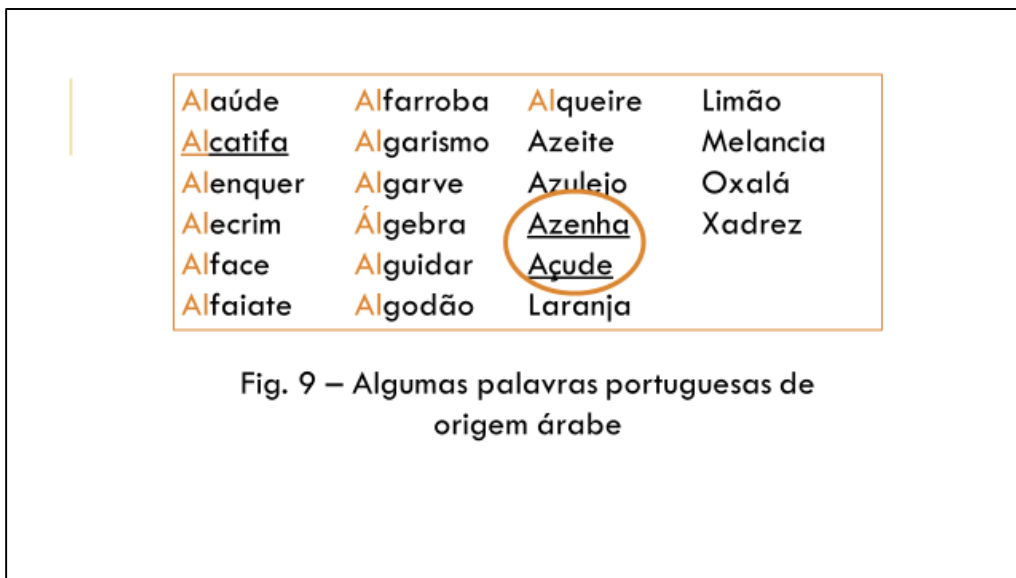 Alaúde Alfarroba Alqueire Limão
Alcatifa Algarismo Azeite Melancia
Alenquer Algarve Azulejo Oxalá
Alecrim Álgebra Azenha Xadrez
Alface Alguidar Açude
Alfaiate Algodão Laranja
Fig. 9 – Algumas palavras portuguesas de
origem árabe